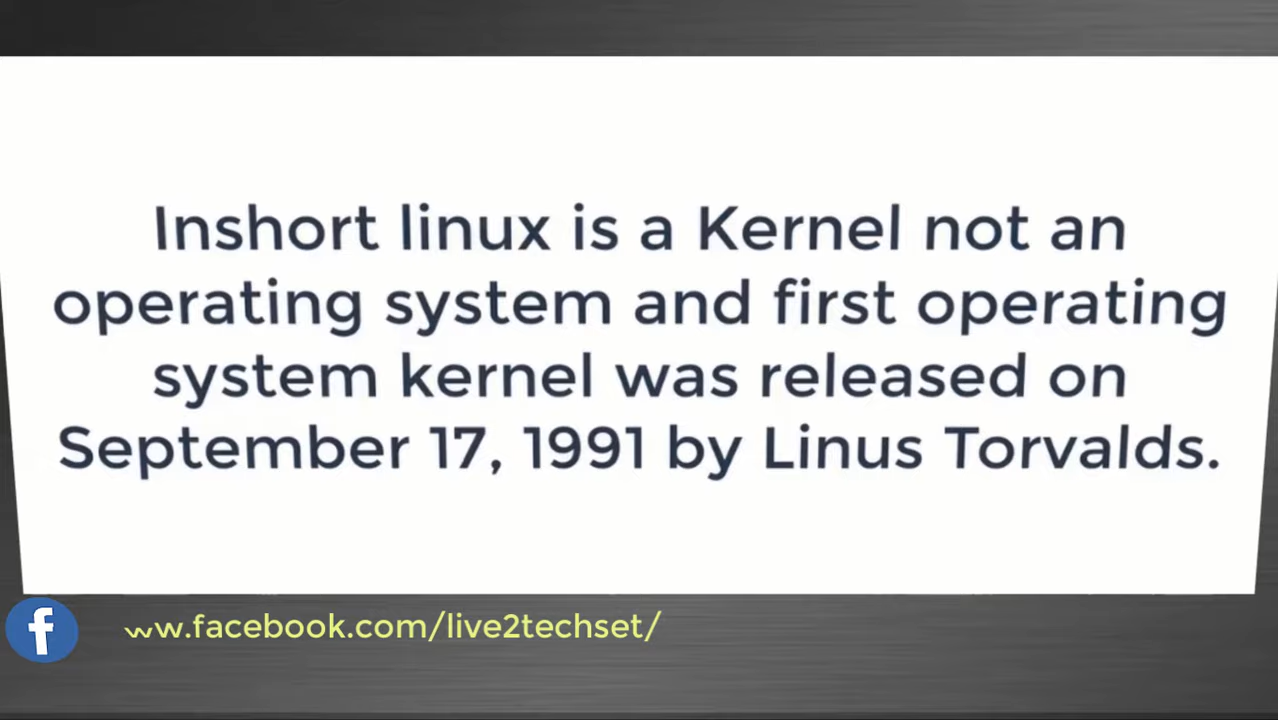 Inshort linux is a Kernel not an
operating system and first operating
system kernel was released on
September 17, 1991 by Linus Torvalds.
f
ww.facebook.com/live2techset/